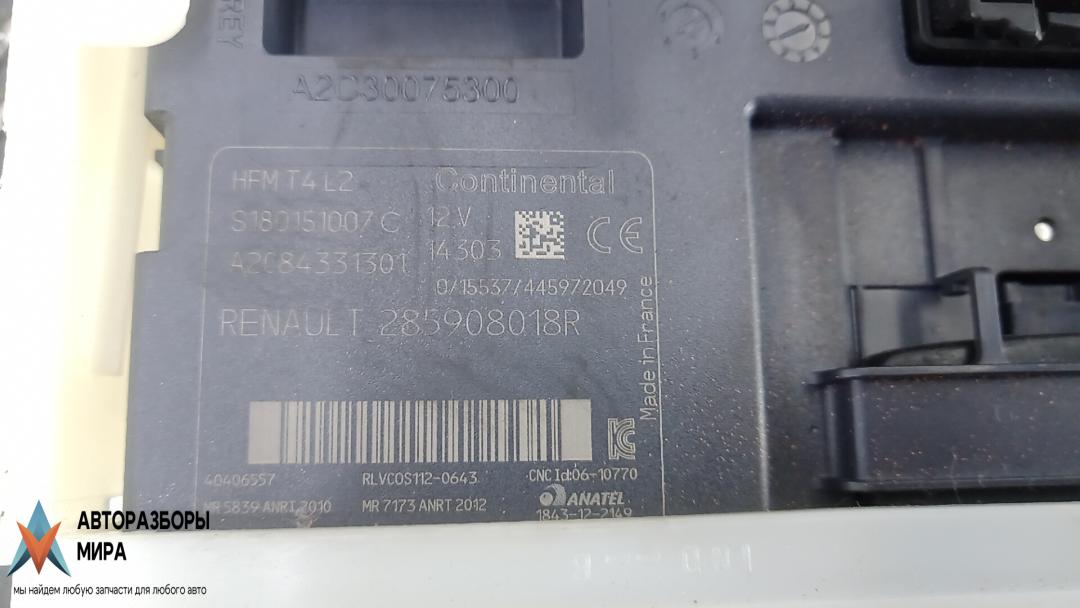 REY
A2C30075300
HFM T4 L2 Continental
S180151007 C 12 V
A2C84331301 14303
0/15537/445972049
RENAULT 285908018R
Made in France
40406557 RLVCOS112-0643 CNC Id:06-10770
MR 5839 ANRT 2010 MR 7173 ANRT 2012 ANATEL
1843-12-2149
АВТОРАЗБОРЫ
МИРА
мы найдем любую запчасти для любого авто